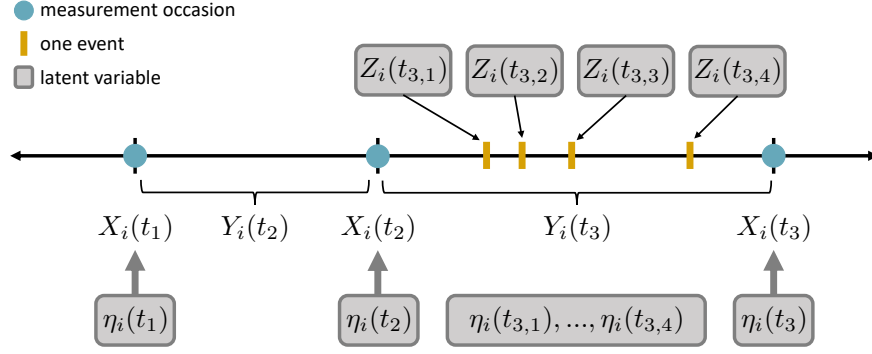 measurement occasion
one event
latent variable
Z_i(t_{3,1}) Z_i(t_{3,2}) Z_i(t_{3,3}) Z_i(t_{3,4})
X_i(t_1) Y_i(t_2) X_i(t_2) Y_i(t_3) X_i(t_3)
η_i(t_1) η_i(t_2) η_i(t_{3,1}), ..., η_i(t_{3,4}) η_i(t_3)